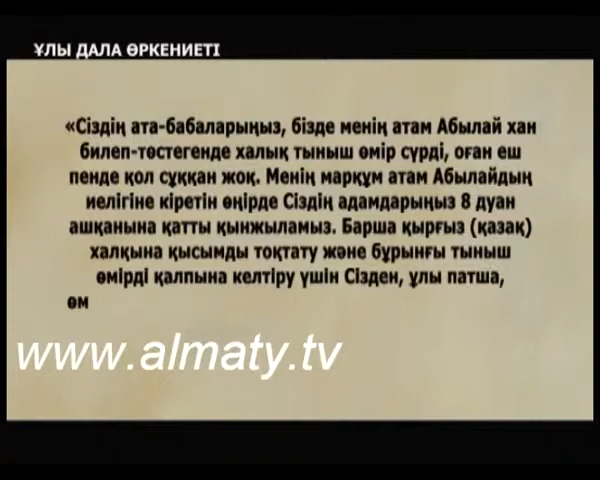 ҰЛЫ ДАЛА ӨРКЕНИЕТІ
«Сіздің ата-бабаларыңыз, бізде менің атам Абылай хан
билеп-төстегенде халық тыныш өмір сүрді, оған еш
пенде қол сұққан жоқ. Менің марқұм атам Абылайдың
иелігіне кіретін өңірде Сіздің адамдарыңыз 8 дуан
ашқанына қатты қынжыламыз. Барша қырғыз (қазақ)
халқына қысымды тоқтату және бұрынғы тыныш
өмірді қалпына келтіру үшін Сізден, ұлы патша,
өм
www.almaty.tv